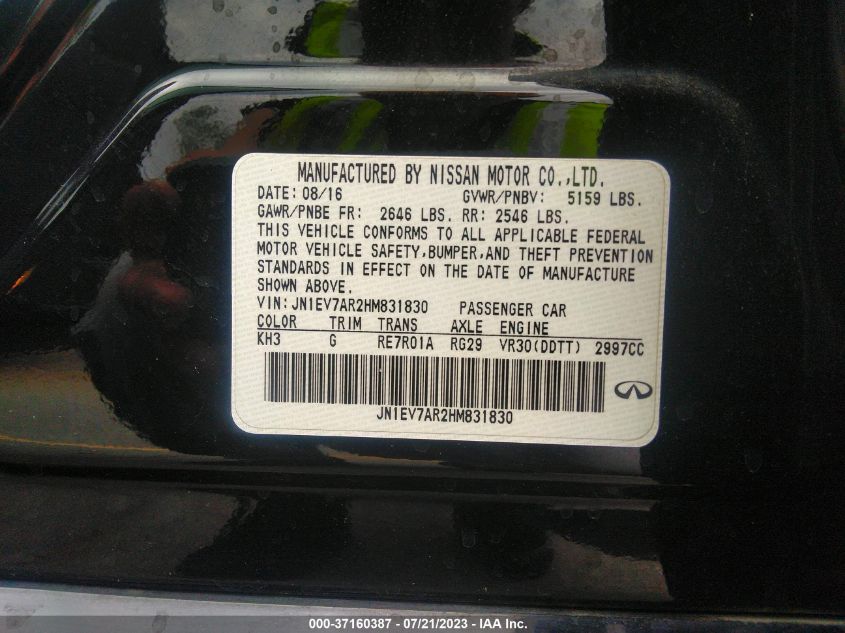 MANUFACTURED BY NISSAN MOTOR CO.,LTD.
DATE: 08/16 GVWR/PNBV: 5159 LBS.
GAWR/PNBE FR: 2646 LBS. RR: 2546 LBS.
THIS VEHICLE CONFORMS TO ALL APPLICABLE FEDERAL
MOTOR VEHICLE SAFETY,BUMPER,AND THEFT PREVENTION
STANDARDS IN EFFECT ON THE DATE OF MANUFACTURE
SHOWN ABOVE.
VIN:JN1EV7AR2HM831830 PASSENGER CAR
COLOR TRIM TRANS AXLE ENGINE
KH3 G RE7R01A RG29 VR30(DDTT) 2997CC
JN1EV7AR2HM831830
000-37160387 - 07/21/2023 - IAA Inc.